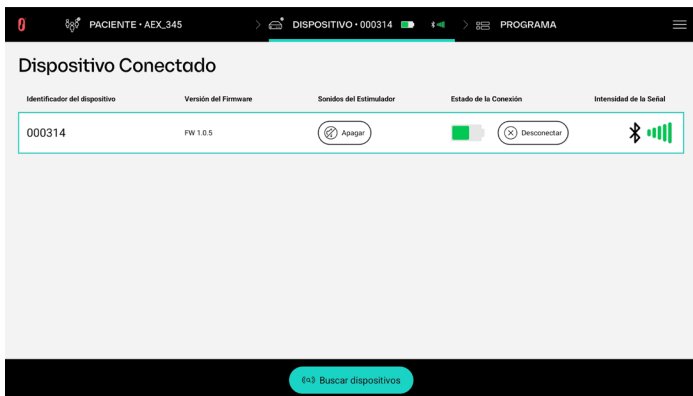 PACIENTE • AEX_345 DISPOSITIVO • 000314 PROGRAMA
Dispositivo Conectado
Identificador del dispositivo Versión del Firmware Sonidos del Estimulador Estado de la Conexión Intensidad de la Señal
000314 FW 1.0.5 Apagar Desconectar
Buscar dispositivos